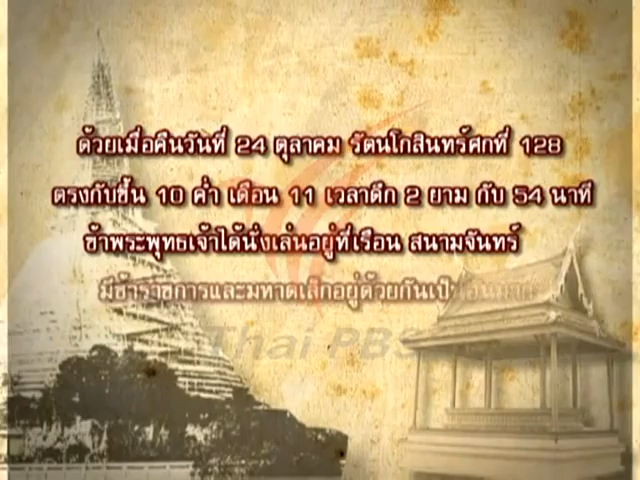 ด้วยเมื่อคืนวันที่ 24 ตุลาคม รัตนโกสินทร์ศกที่ 128
ตรงกับขึ้น 10 ค่ำ เดือน 11 เวลาดึก 2 ยาม กับ 54 นาที
ข้าพระพุทธเจ้าได้นั่งเล่นอยู่ที่เรือน สนามจันทร์
มีข้าราชการและมหาดเล็กอยู่ด้วยกันเป็นอันมาก
Thai PBS